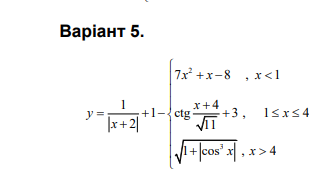 Варіант 5.
7x² + x − 8 , x < 1
y = 1/|x + 2| + 1 − { ctg (x + 4)/√11 + 3 , 1 ≤ x ≤ 4
√(1 + |cos³ x|) , x > 4